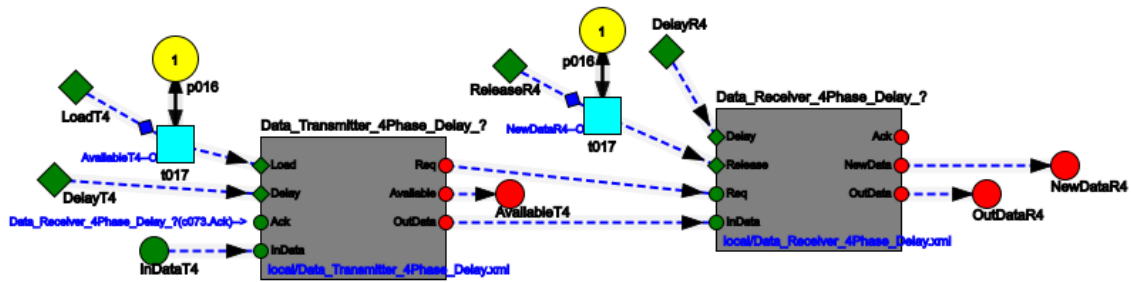 1
p016
LoadT4
AvailableT4--O
t017
DelayT4
Data_Receiver_4Phase_Delay_?(c073.Ack)-->
InDataT4
Data_Transmitter_4Phase_Delay_?
Load
Delay
Ack
InData
Req
Available
OutData
local/Data_Transmitter_4Phase_Delay.xml
AvailableT4
1
p016
ReleaseR4
NewDataR4--O
t017
DelayR4
Data_Receiver_4Phase_Delay_?
Delay
Release
Req
InData
Ack
NewData
OutData
local/Data_Receiver_4Phase_Delay.xml
NewDataR4
OutDataR4